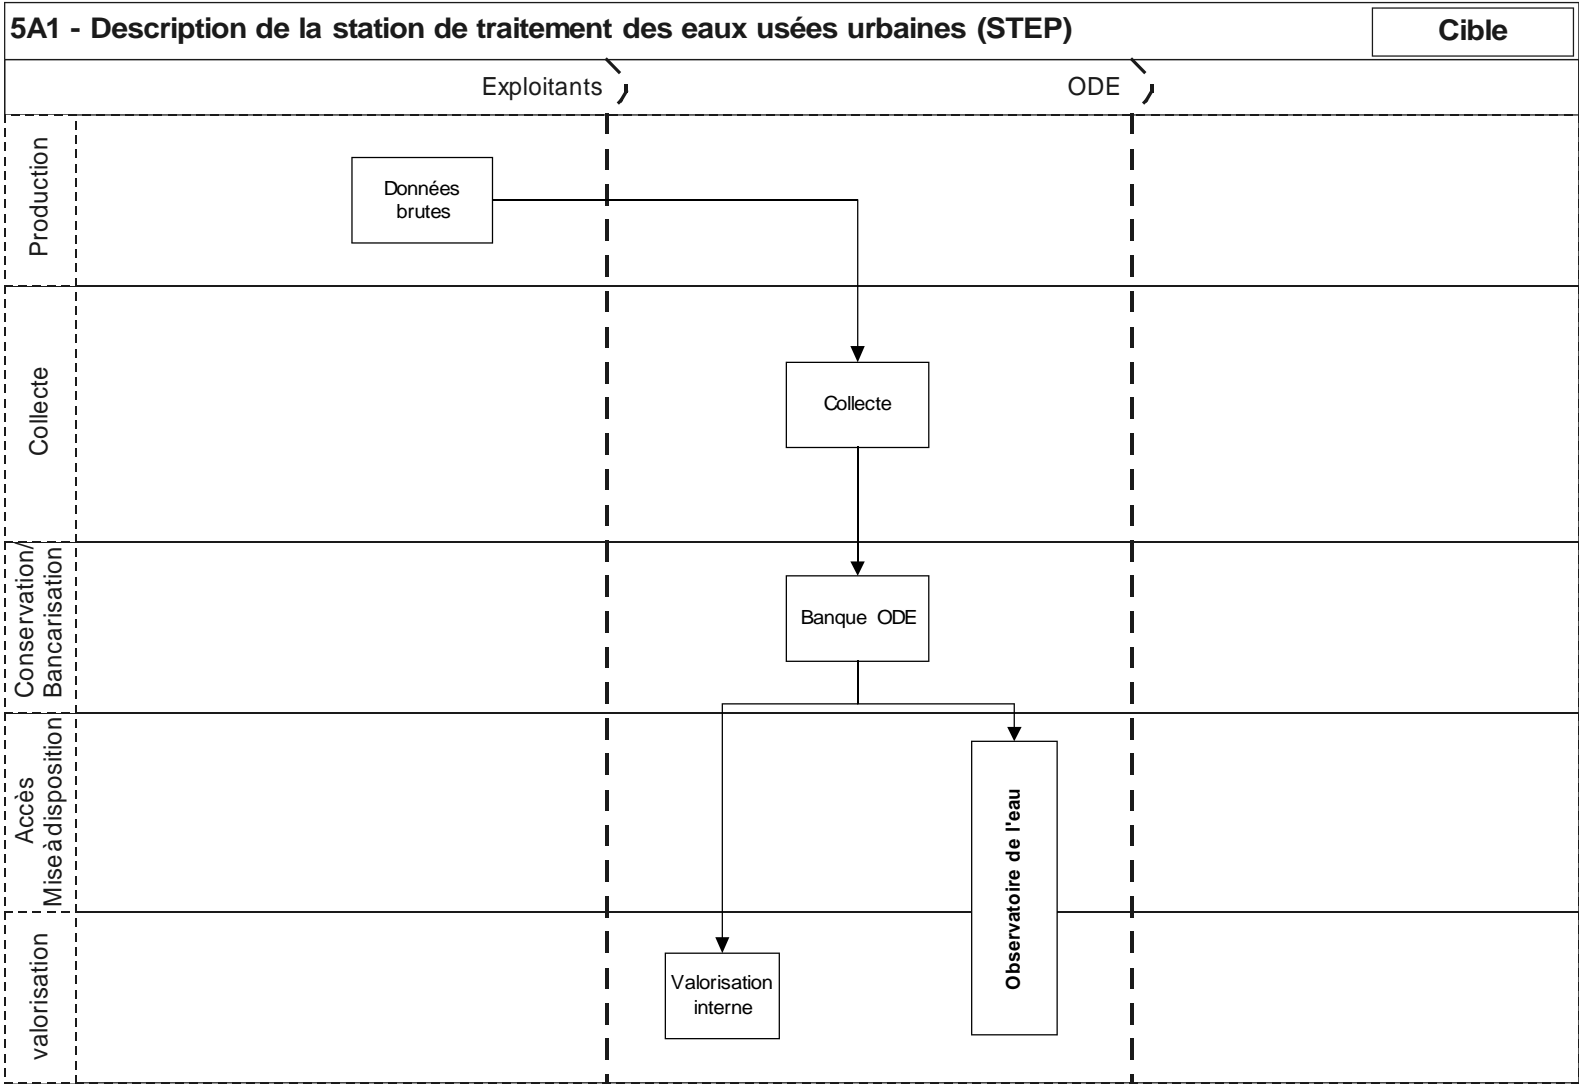 5A1 - Description de la station de traitement des eaux usées urbaines (STEP)
Cible
Exploitants
ODE
Production
Données
brutes
Collecte
Collecte
Conservation/
Bancarisation
Banque ODE
Accès
Mise à disposition
Observatoire de l'eau
valorisation
Valorisation
interne